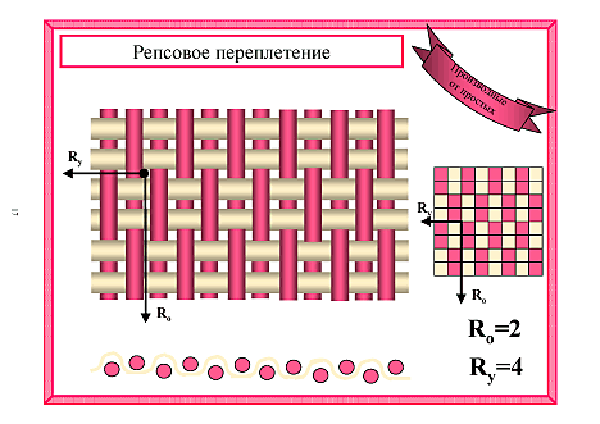 Репсовое переплетение
Производные
от простых
Rу
Rо
Rу
Rо
Rо=2
Rу=4